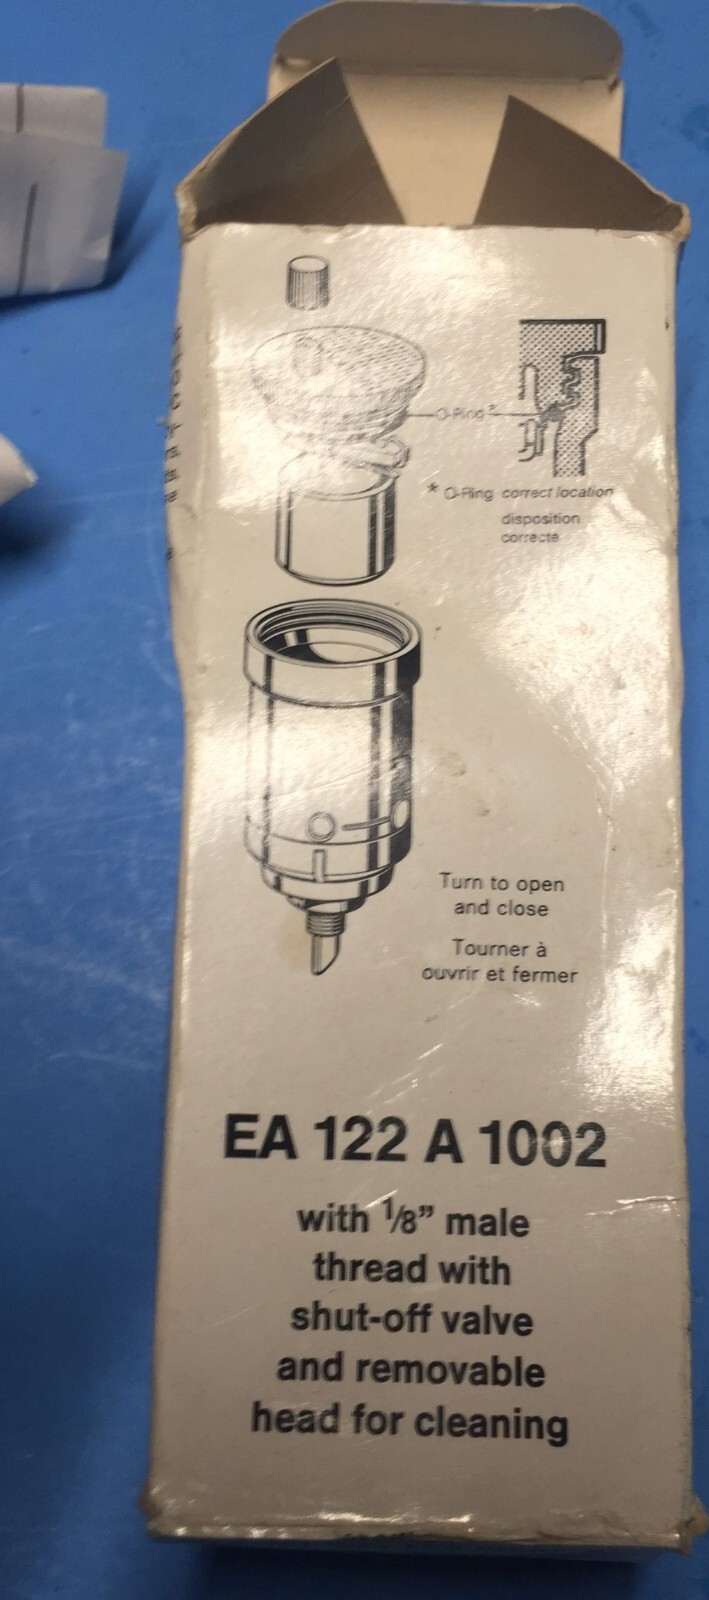 O-Ring *
* O-Ring correct location
disposition
correcte
Turn to open
and close
Tourner à
ouvrir et fermer
EA 122 A 1002
with 1/8” male
thread with
shut-off valve
and removable
head for cleaning